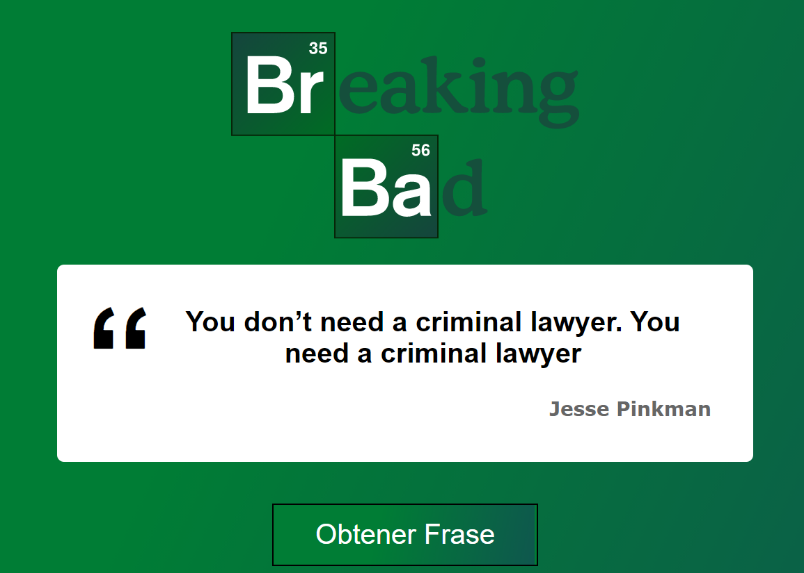 35
Breaking
56
Bad
“ You don’t need a criminal lawyer. You
need a criminal lawyer
Jesse Pinkman
Obtener Frase